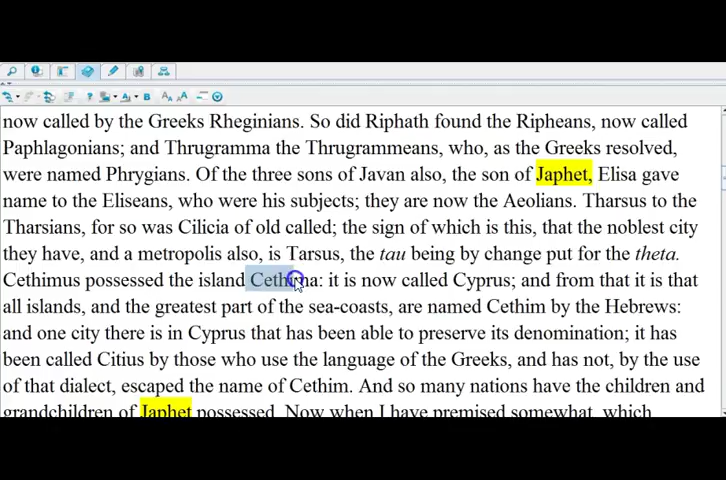 now called by the Greeks Rheginians. So did Riphath found the Ripheans, now called
Paphlagonians; and Thrugramma the Thrugrammeans, who, as the Greeks resolved,
were named Phrygians. Of the three sons of Javan also, the son of Japhet, Elisa gave
name to the Eliseans, who were his subjects; they are now the Aeolians. Tharsus to the
Tharsians, for so was Cilicia of old called; the sign of which is this, that the noblest city
they have, and a metropolis also, is Tarsus, the tau being by change put for the theta.
Cethimus possessed the island Cethima: it is now called Cyprus; and from that it is that
all islands, and the greatest part of the sea-coasts, are named Cethim by the Hebrews:
and one city there is in Cyprus that has been able to preserve its denomination; it has
been called Citius by those who use the language of the Greeks, and has not, by the use
of that dialect, escaped the name of Cethim. And so many nations have the children and
grandchildren of Japhet possessed. Now when I have premised somewhat, which